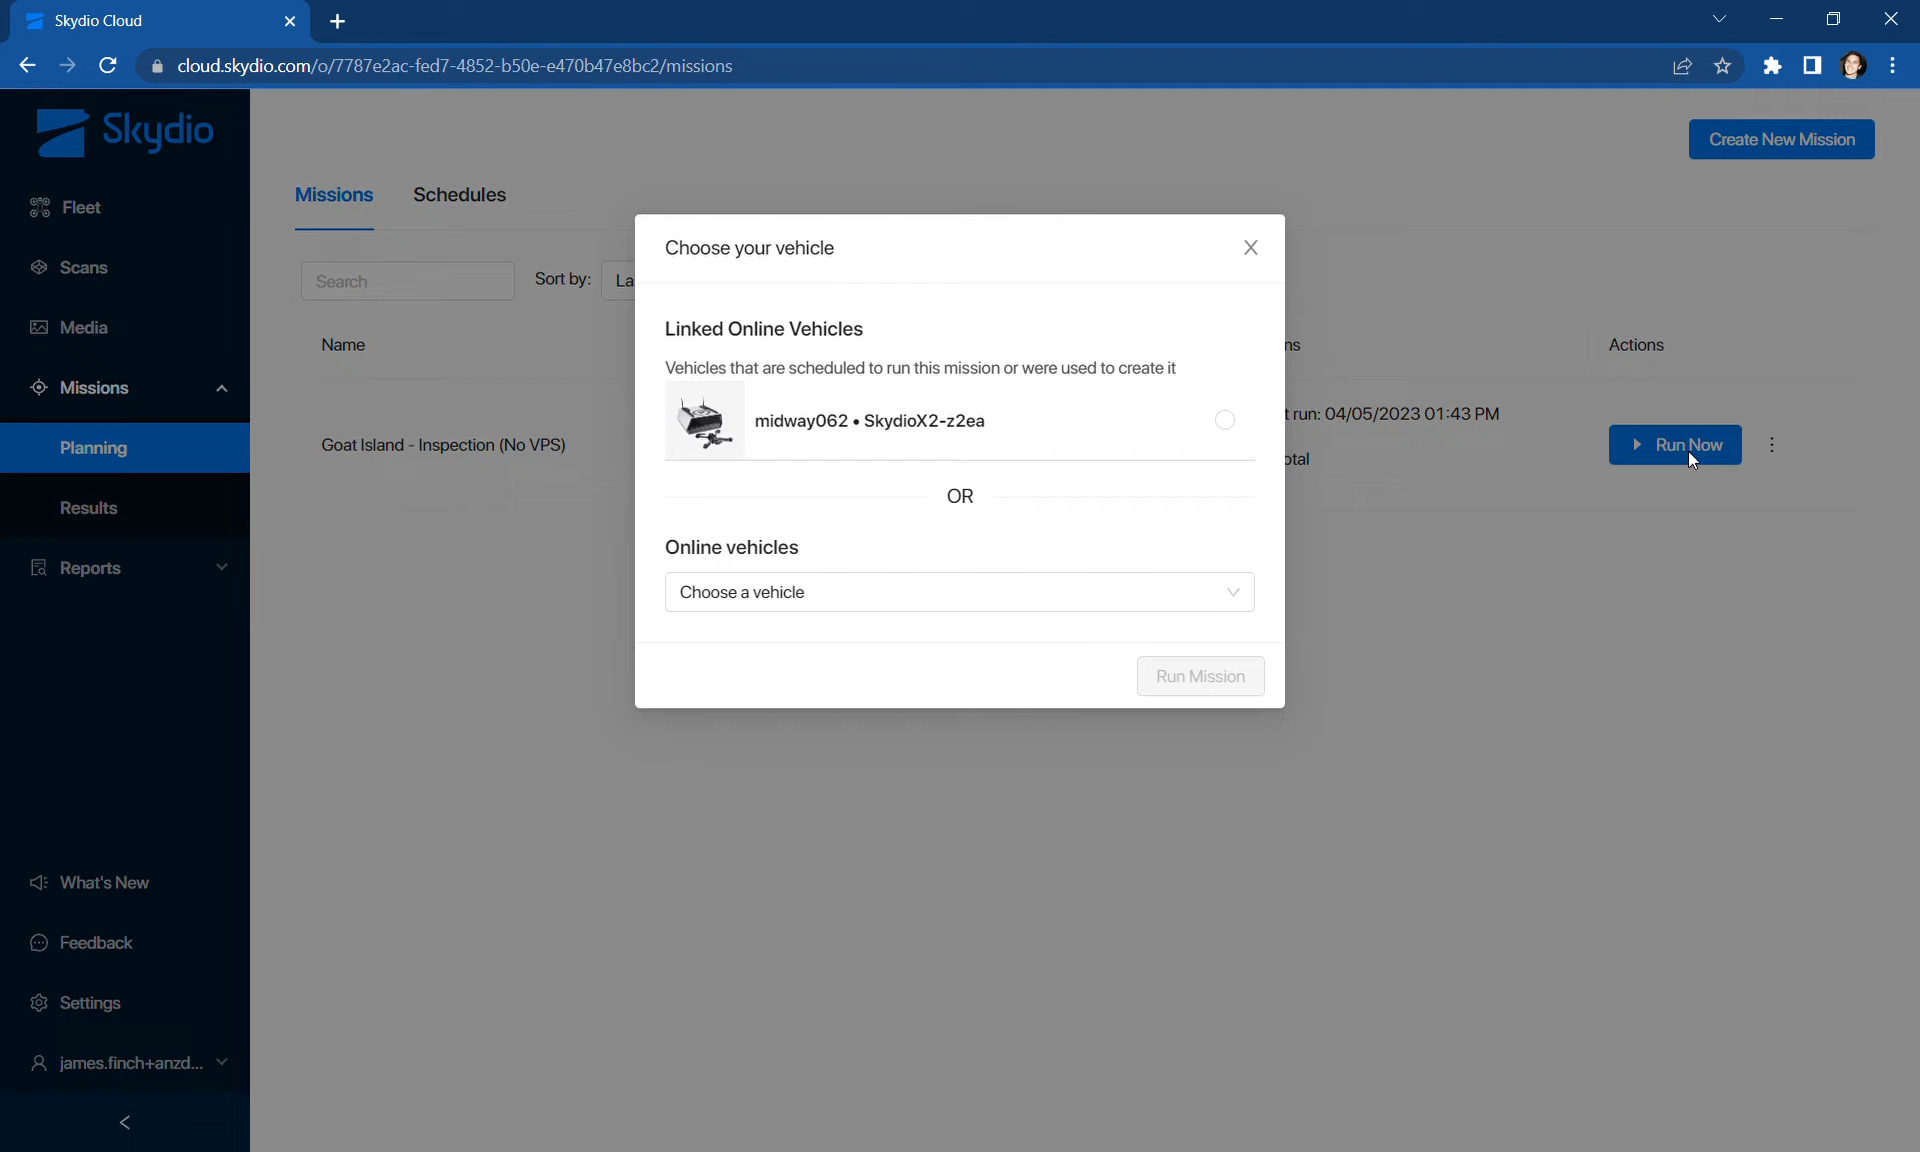 Skydio Cloud
cloud.skydio.com/o/7787e2ac-fed7-4852-b50e-e470b47e8bc2/missions
Skydio
Create New Mission
Fleet
Missions
Schedules
Scans
Choose your vehicle
Search
Sort by:
La
Media
Linked Online Vehicles
Name
ns
Actions
Vehicles that are scheduled to run this mission or were used to create it
Missions
midway062 • SkydioX2-z2ea
t run: 04/05/2023 01:43 PM
Planning
Goat Island - Inspection (No VPS)
otal
Run Now
Results
OR
Reports
Online vehicles
Choose a vehicle
Run Mission
What's New
Feedback
Settings
james.finch+anzd...